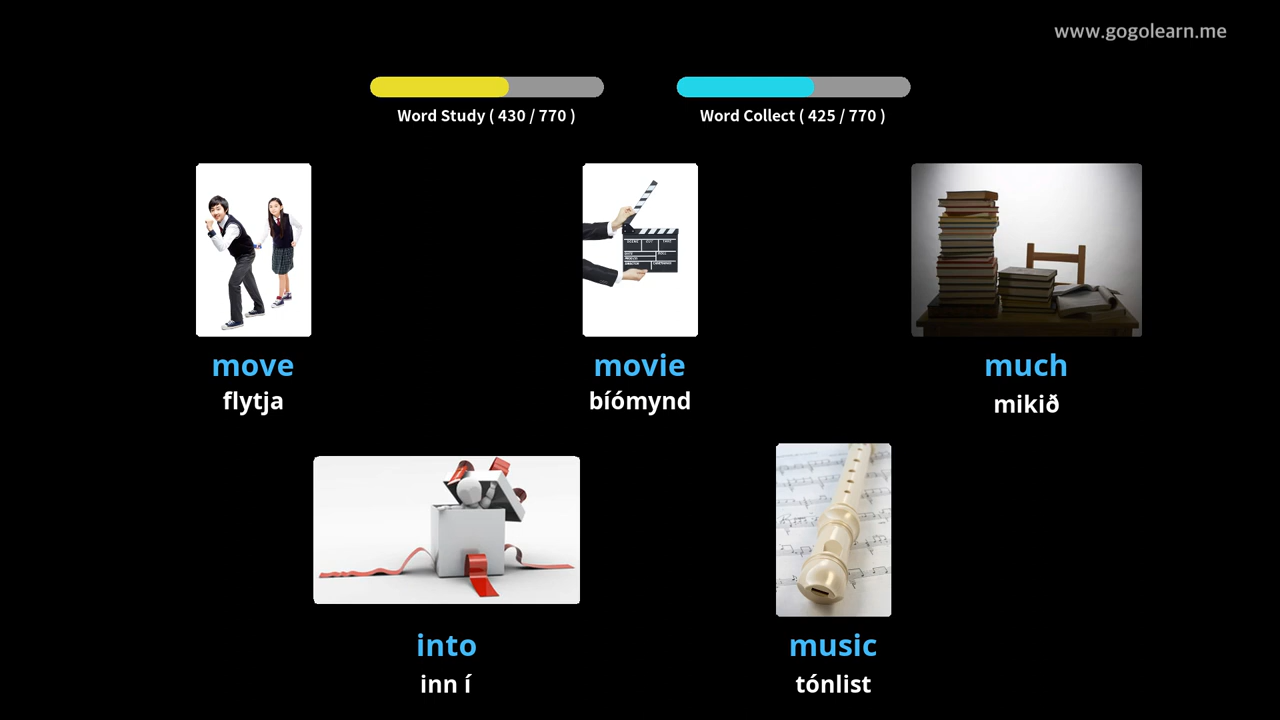 www.gogolearn.me
Word Study ( 430 / 770 )
Word Collect ( 425 / 770 )
move
flytja
movie
bíómynd
much
mikið
into
inn í
music
tónlist